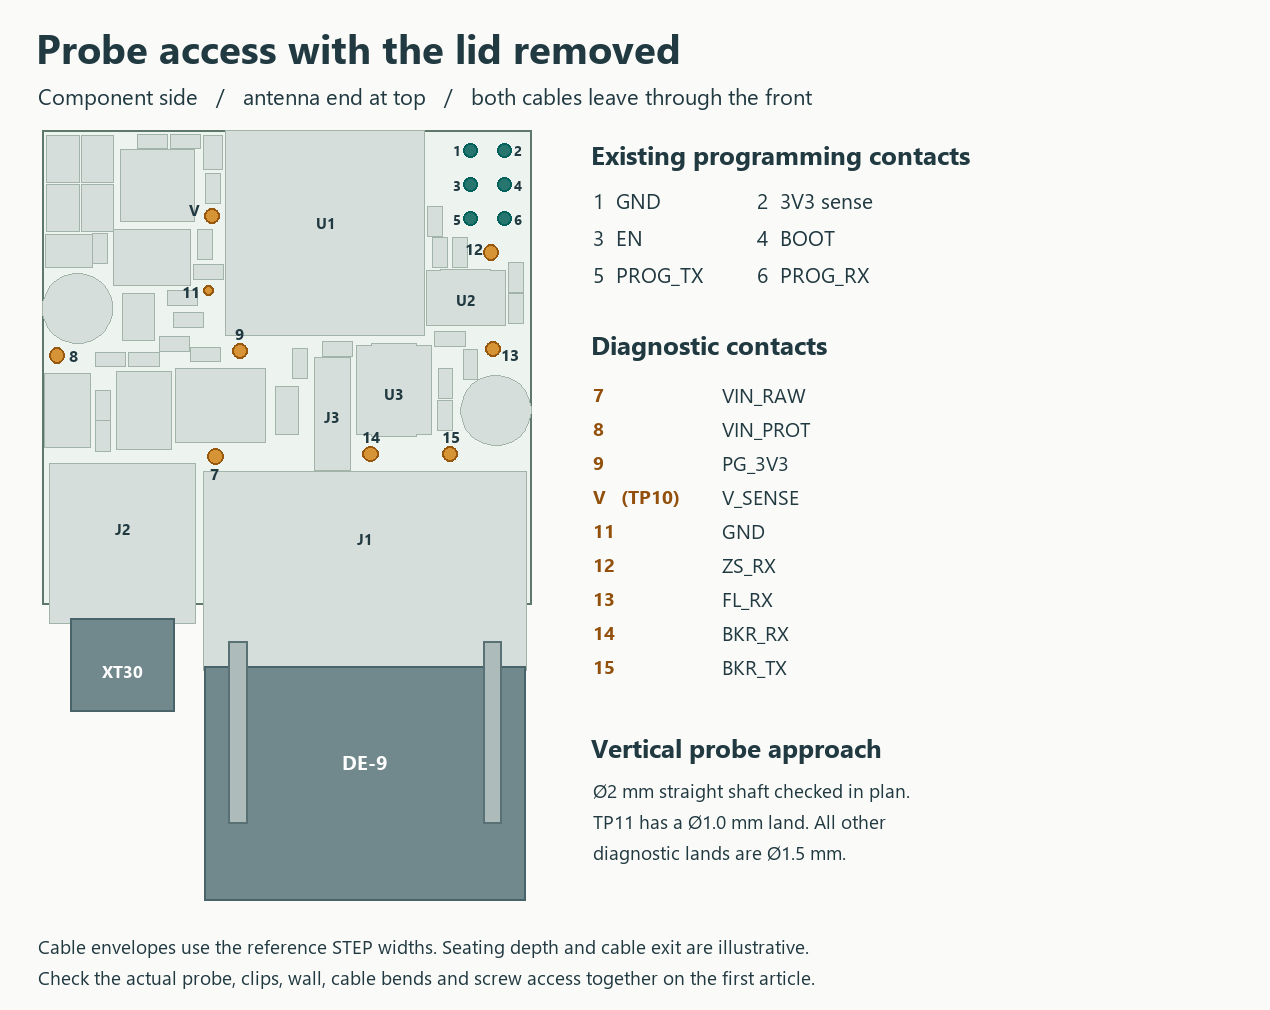 Probe access with the lid removed
Component side / antenna end at top / both cables leave through the front
1 2
3 4
5 6
V
U1
12
11
U2
9
8
13
U3
J3
14 15
7
J2
J1
XT30
DE-9
Existing programming contacts
1 GND 2 3V3 sense
3 EN 4 BOOT
5 PROG_TX 6 PROG_RX
Diagnostic contacts
7 VIN_RAW
8 VIN_PROT
9 PG_3V3
V (TP10) V_SENSE
11 GND
12 ZS_RX
13 FL_RX
14 BKR_RX
15 BKR_TX
Vertical probe approach
Ø2 mm straight shaft checked in plan.
TP11 has a Ø1.0 mm land. All other
diagnostic lands are Ø1.5 mm.
Cable envelopes use the reference STEP widths. Seating depth and cable exit are illustrative.
Check the actual probe, clips, wall, cable bends and screw access together on the first article.